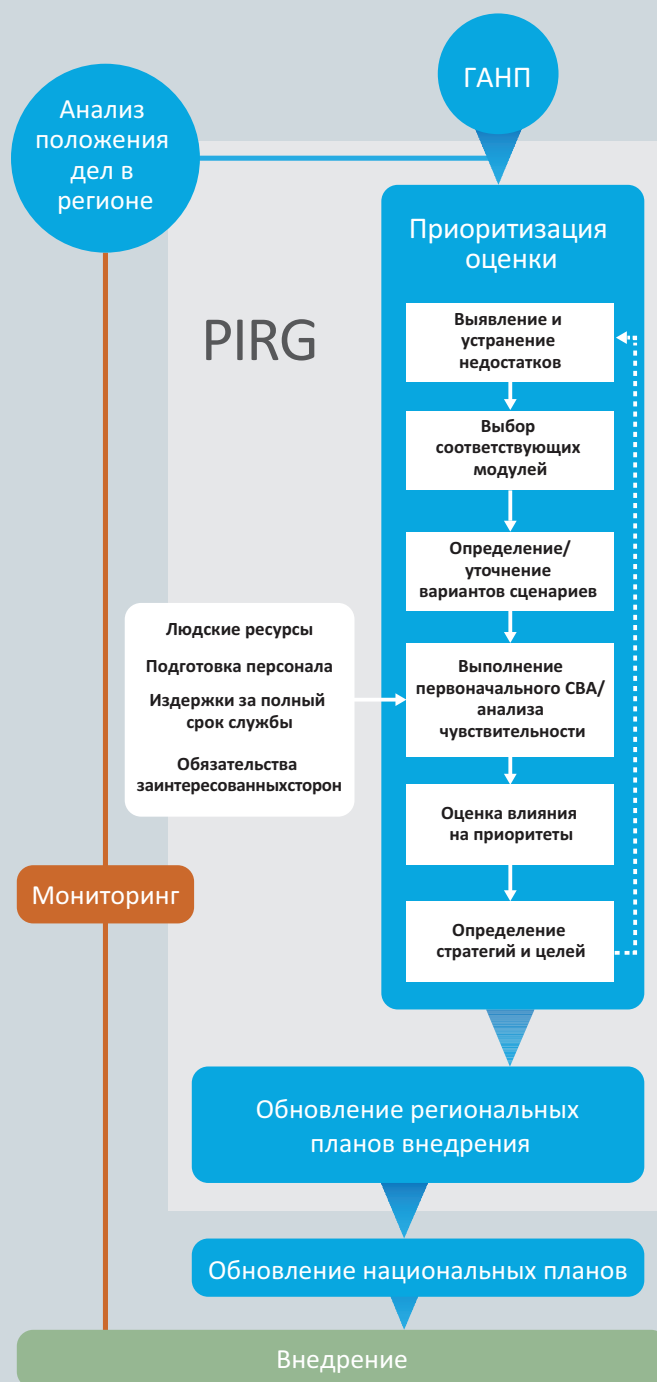 ГАНП
Анализ
положения
дел в
регионе
Приоритизация
оценки
PIRG
Выявление и
устранение
недостатков
Выбор
соответствующих
модулей
Определение/
уточнение
вариантов сценариев
Людские ресурсы
Подготовка персонала
Издержки за полный
срок службы
Обязательства
заинтересованныхсторон
Выполнение
первоначального СВА/
анализа
чувствительности
Оценка влияния
на приоритеты
Мониторинг
Определение
стратегий и целей
Обновление региональных
планов внедрения
Обновление национальных планов
Внедрение